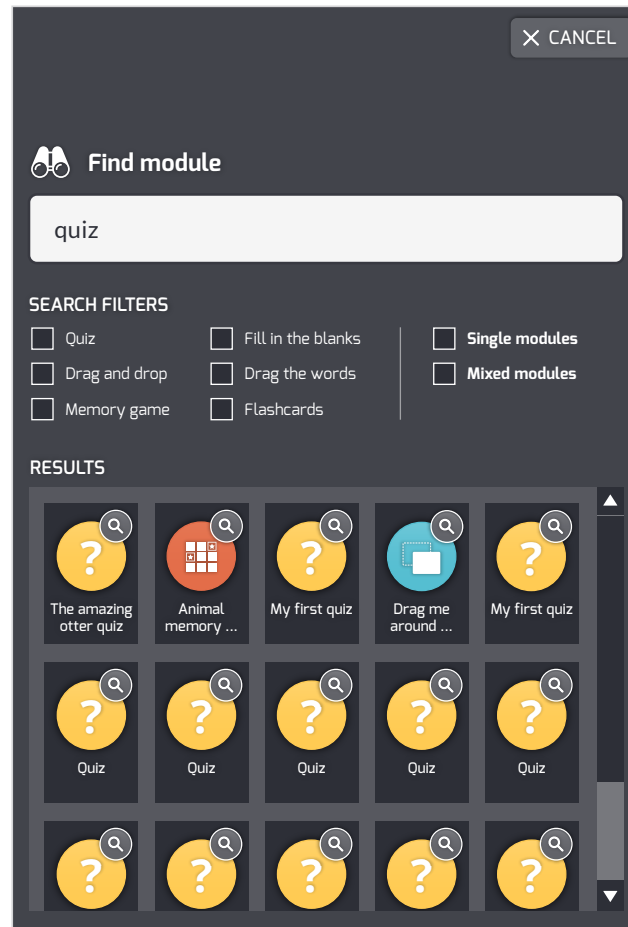 CANCEL
Find module
quiz
SEARCH FILTERS
Quiz
Fill in the blanks
Single modules
Drag and drop
Drag the words
Mixed modules
Memory game
Flashcards
RESULTS
The amazing
otter quiz
Animal
memory ...
My first quiz
Drag me
around ...
My first quiz
Quiz
Quiz
Quiz
Quiz
Quiz